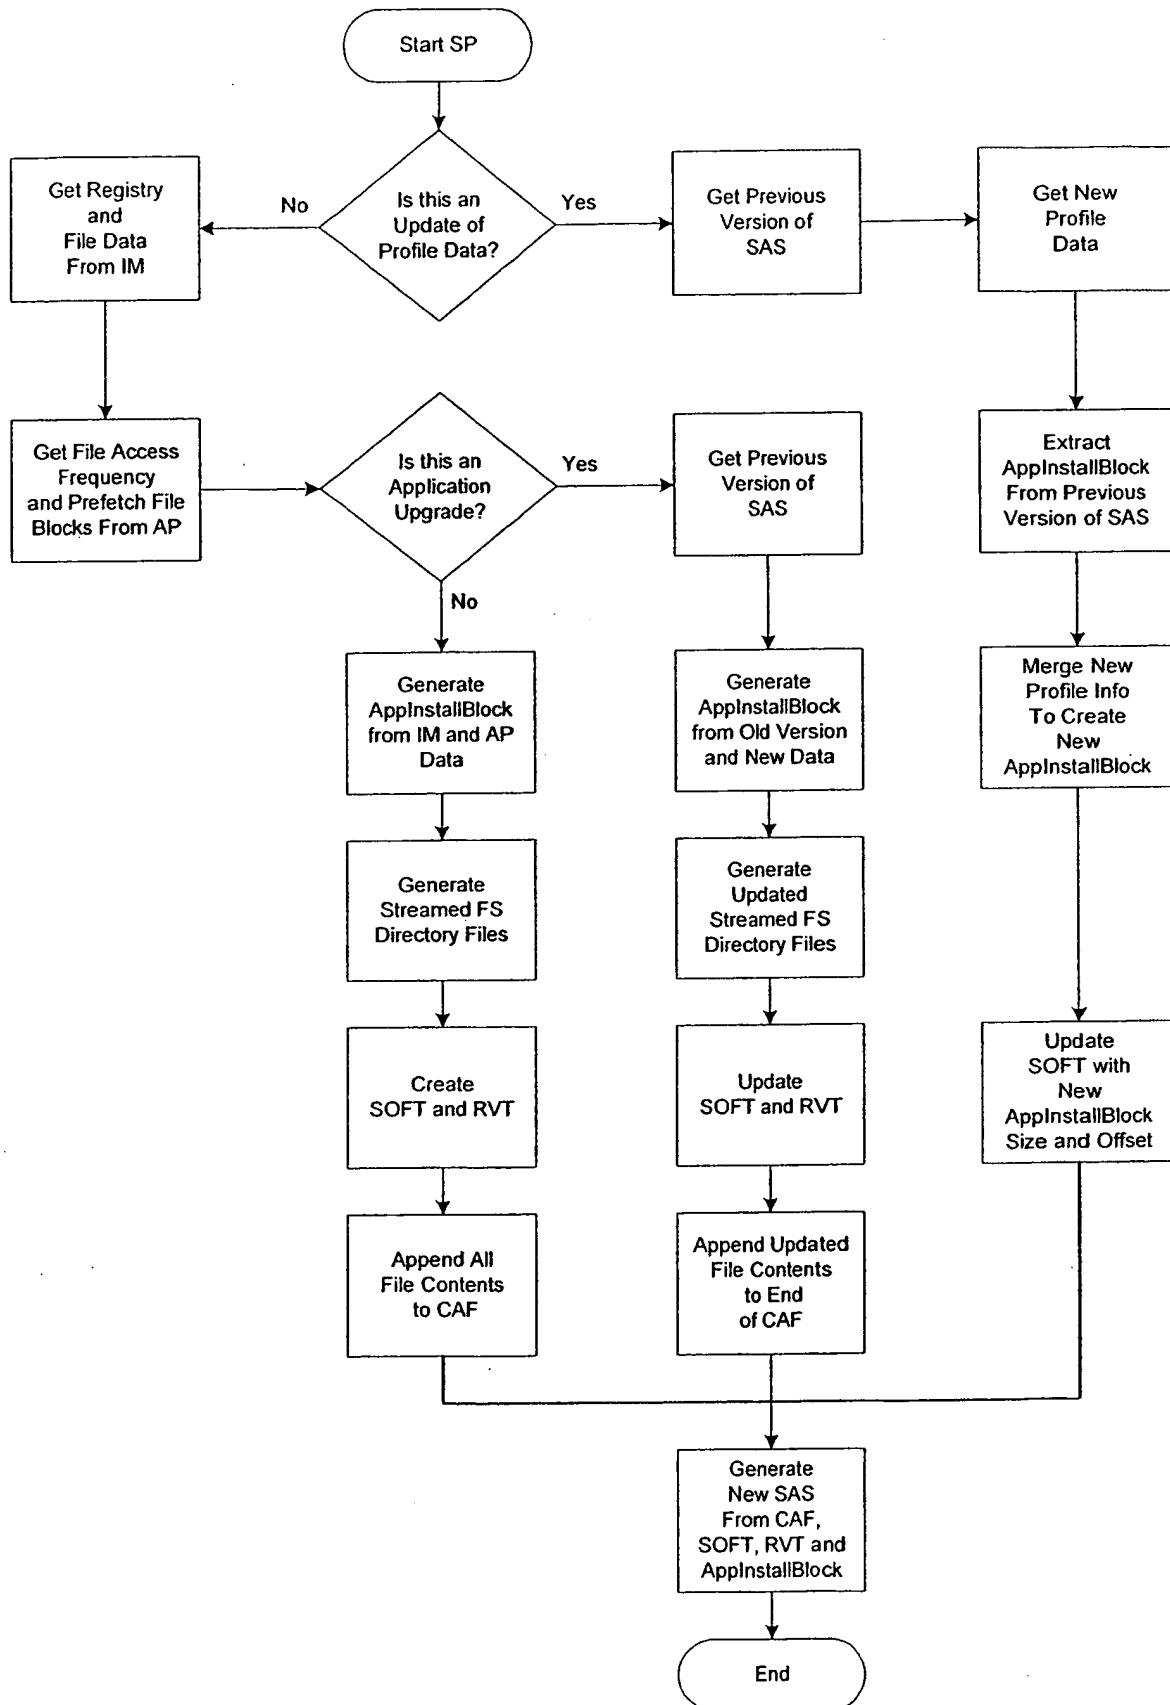 Start SP
Is this an
Update of
Profile Data?
No
Yes
Get Registry
and
File Data
From IM
Get Previous
Version of
SAS
Get New
Profile
Data
Get File Access
Frequency
and Prefetch File
Blocks From AP
Is this an
Application
Upgrade?
Yes
No
Get Previous
Version of
SAS
Extract
AppInstallBlock
From Previous
Version of SAS
Generate
AppInstallBlock
from IM and AP
Data
Generate
AppInstallBlock
from Old Version
and New Data
Merge New
Profile Info
To Create
New
AppInstallBlock
Generate
Streamed FS
Directory Files
Generate
Updated
Streamed FS
Directory Files
Create
SOFT and RVT
Update
SOFT and RVT
Update
SOFT with
New
AppInstallBlock
Size and Offset
Append All
File Contents
to CAF
Append Updated
File Contents
to End
of CAF
Generate
New SAS
From CAF,
SOFT, RVT and
AppInstallBlock
End